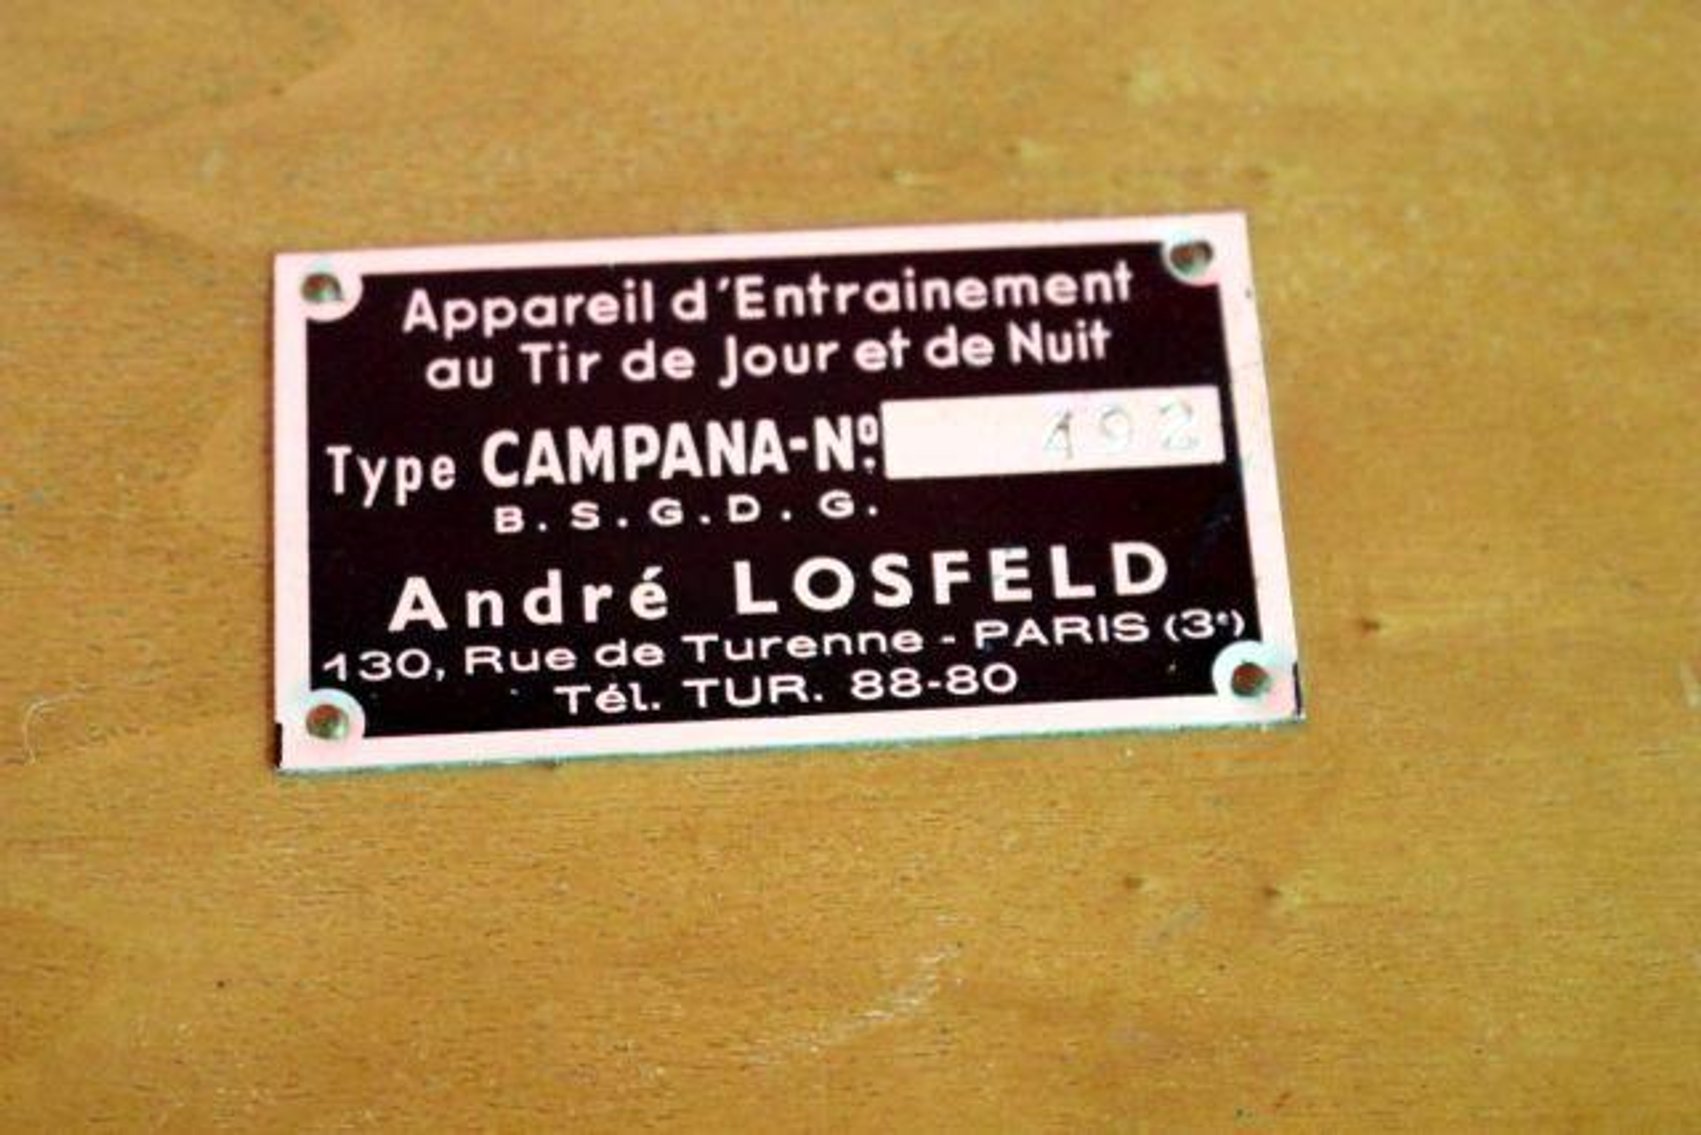 Appareil d'Entrainement
au Tir de Jour et de Nuit
Type CAMPANA-Nº 492
B.S.G.D.G.
André LOSFELD
130, Rue de Turenne - PARIS (3e)
Tél. TUR. 88-80